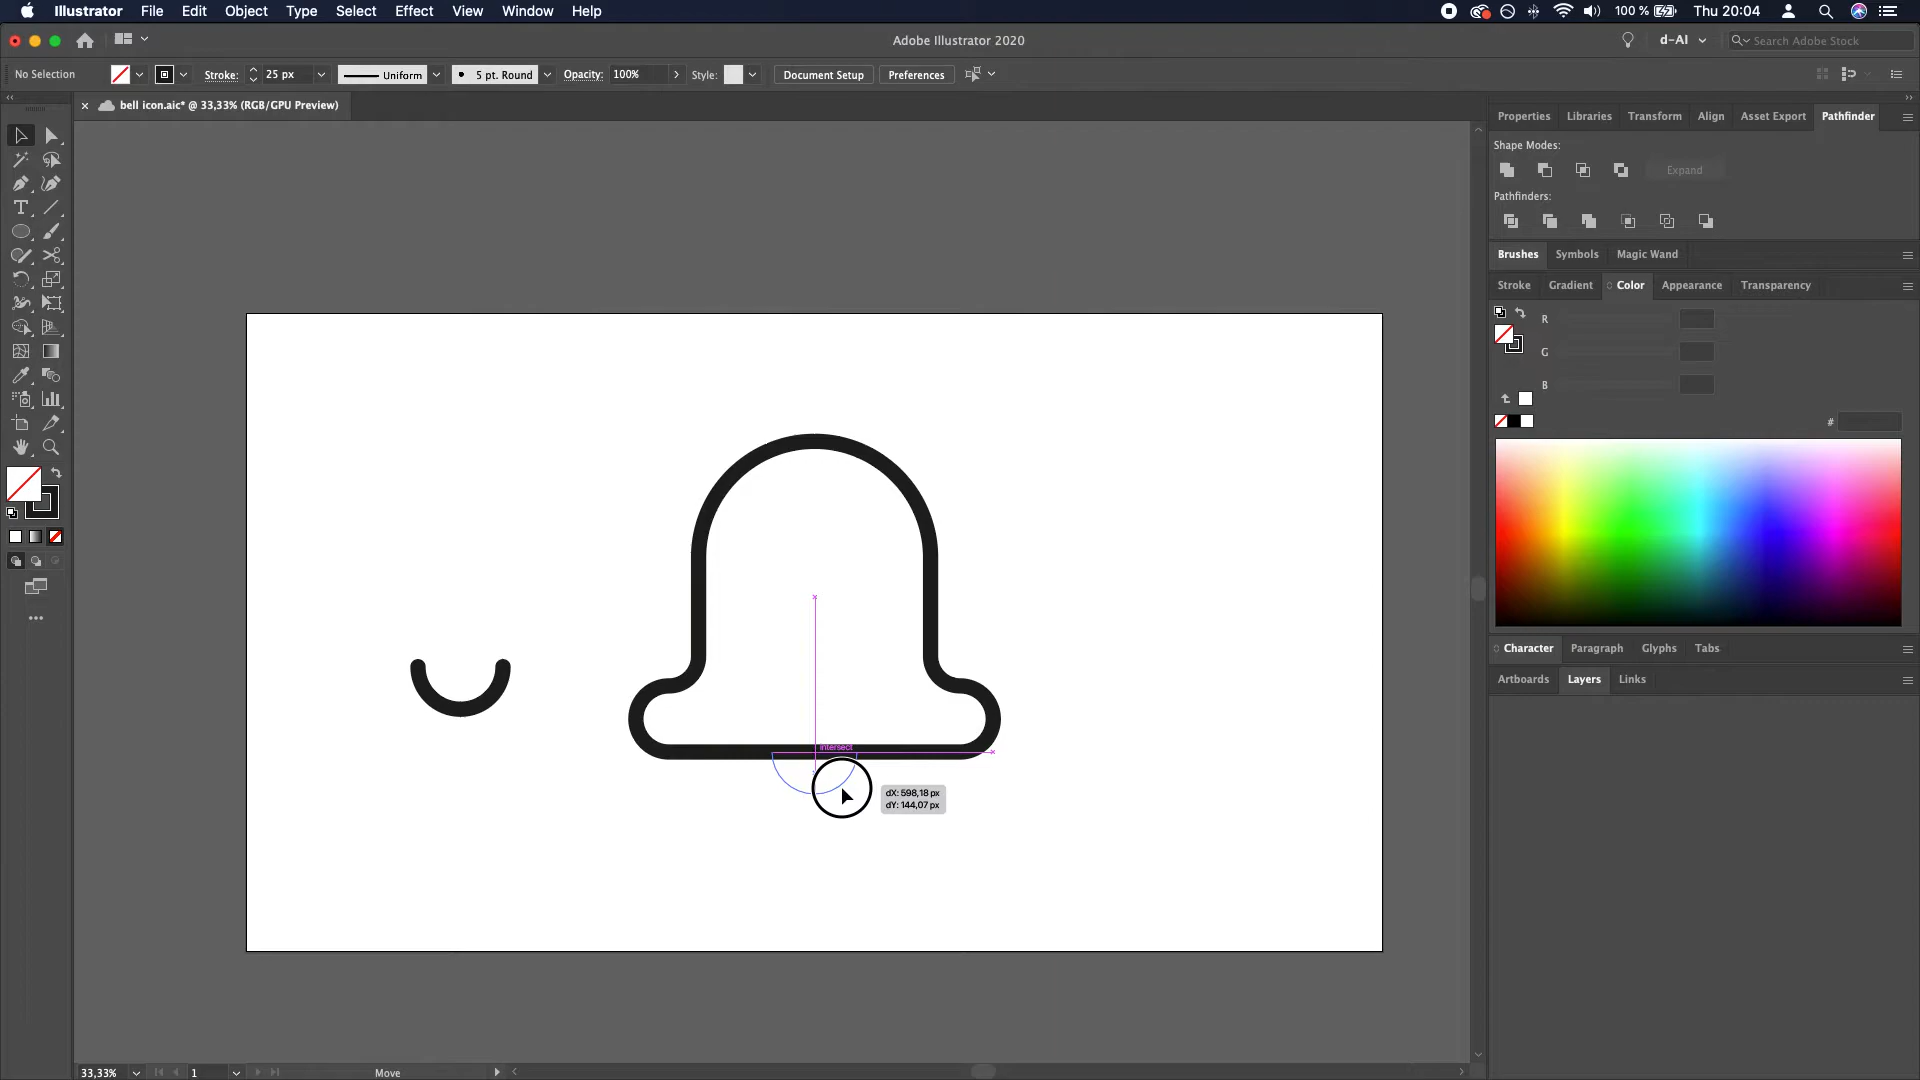 Illustrator File Edit Object Type Select Effect View Window Help
100 % Thu 20:04
Adobe Illustrator 2020
d-AI Search Adobe Stock
No Selection Stroke: 25 px Uniform 5 pt. Round Opacity: 100% Style: Document Setup Preferences
× bell icon.aic* @ 33,33% (RGB/GPU Preview)
Properties Libraries Transform Align Asset Export Pathfinder
Shape Modes:
Expand
Pathfinders:
Brushes Symbols Magic Wand
Stroke Gradient Color Appearance Transparency
R
G
B
#
intersect
dX: 598,18 px
dY: 144,07 px
Character Paragraph Glyphs Tabs
Artboards Layers Links
33,33% 1 Move